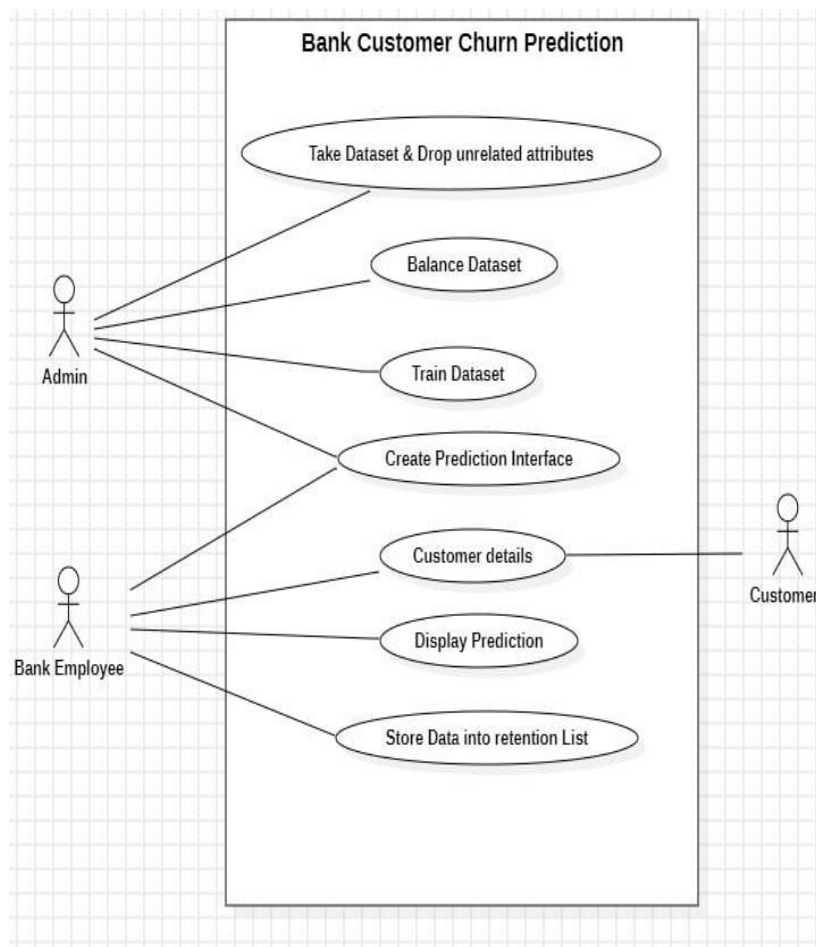 Bank Customer Churn Prediction
Take Dataset & Drop unrelated attributes
Balance Dataset
Admin
Train Dataset
Create Prediction Interface
Customer details
Customer
Bank Employee
Display Prediction
Store Data into retention List